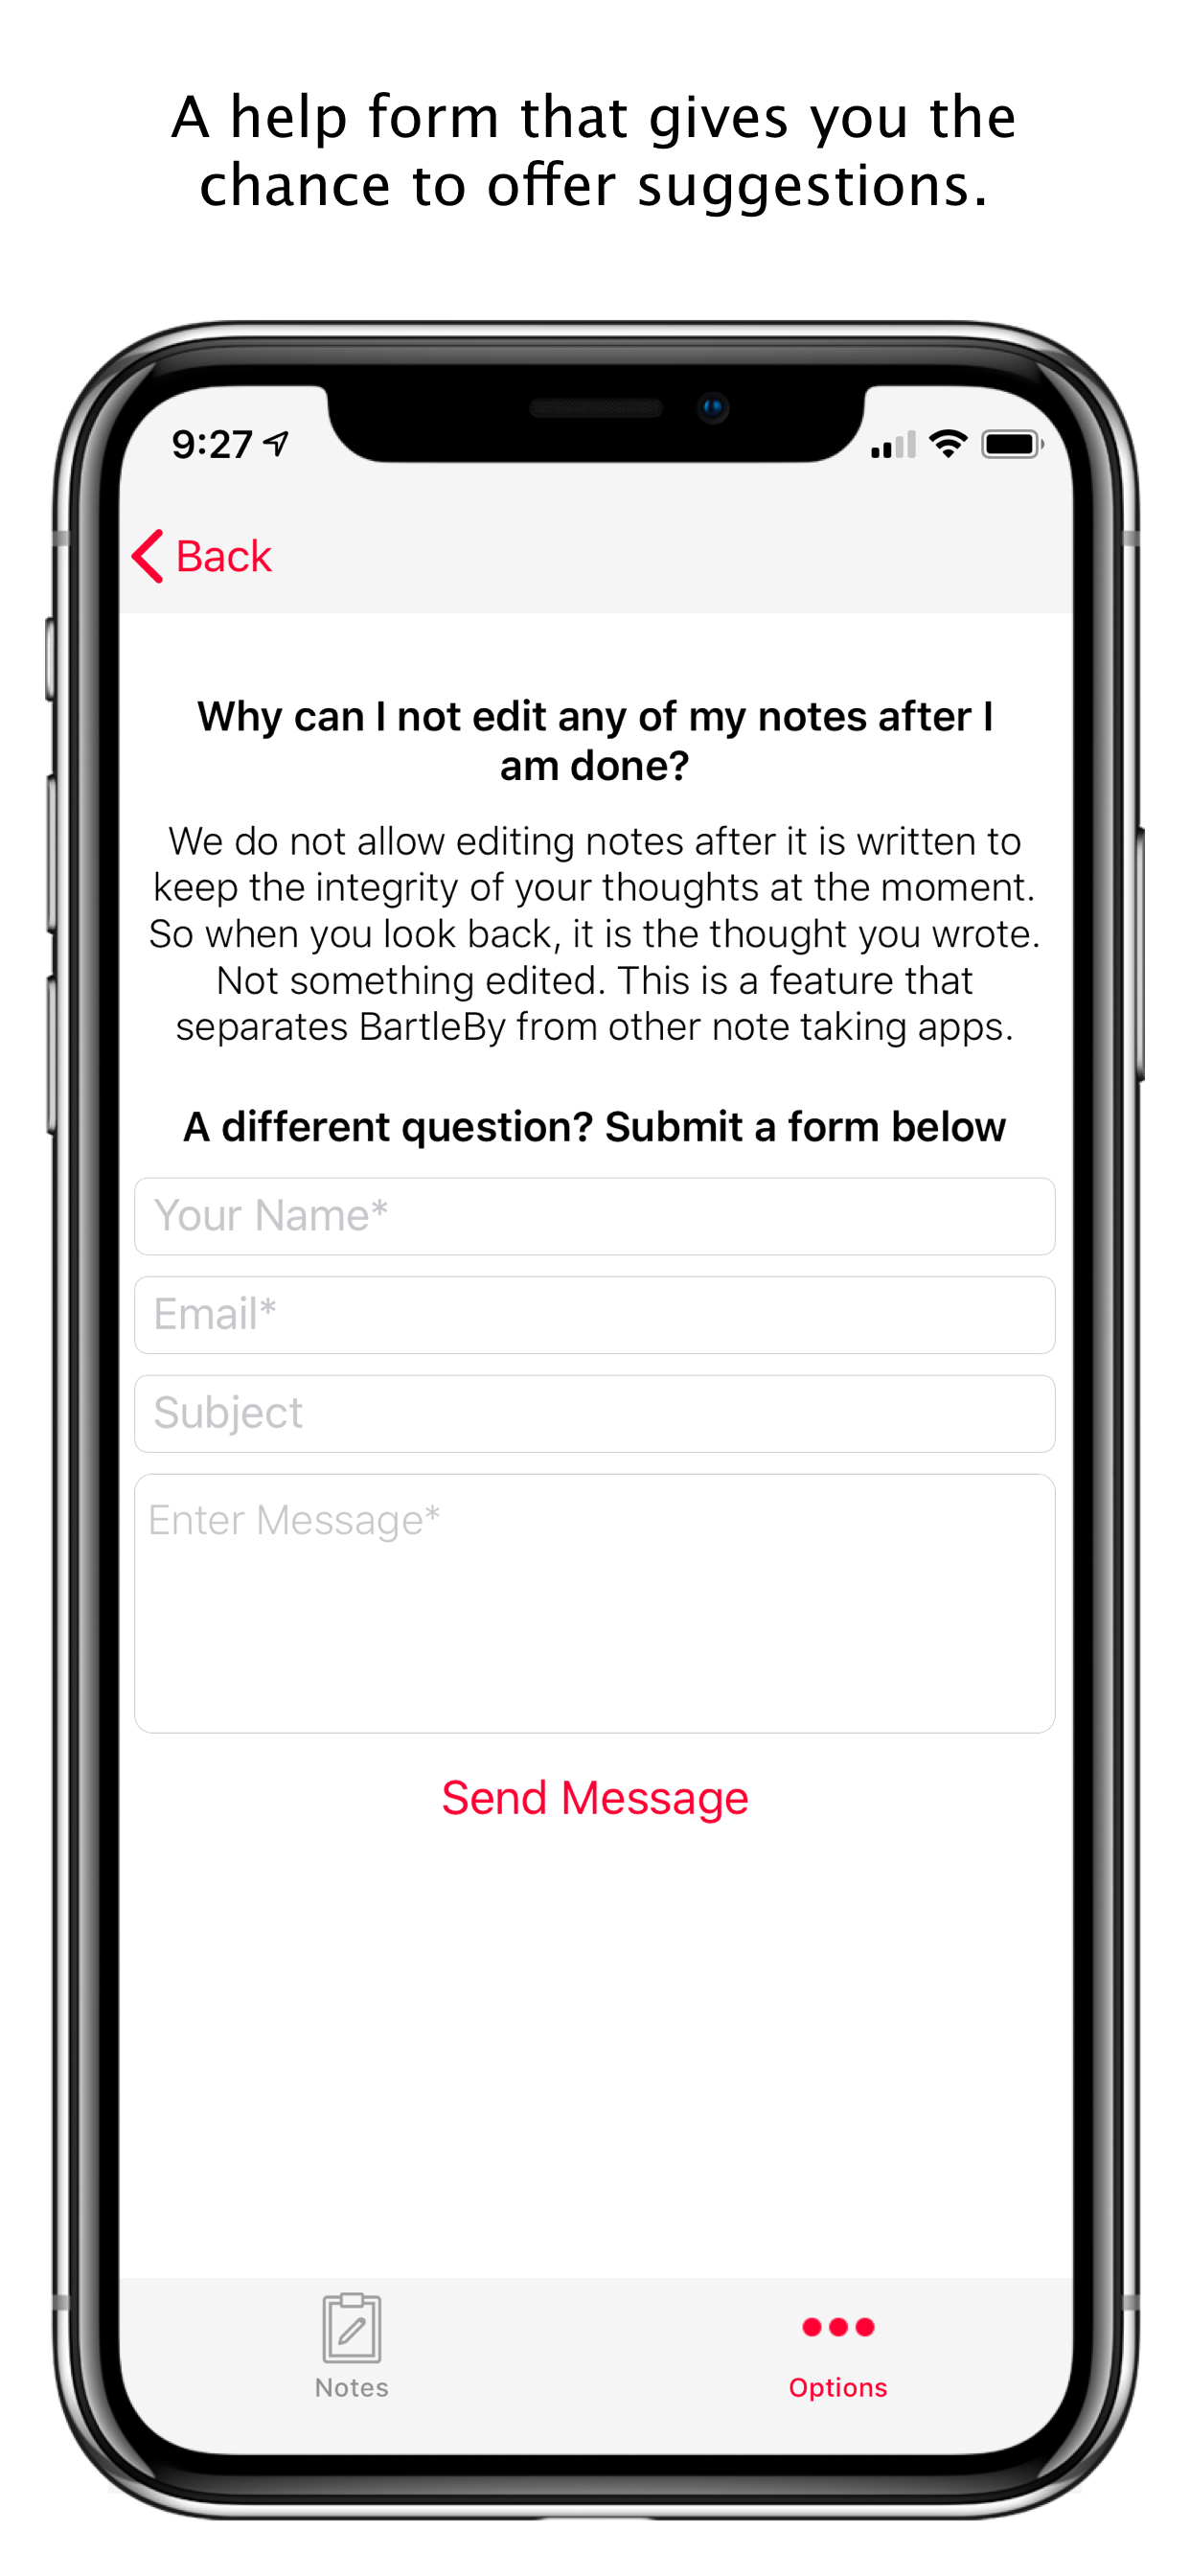 A help form that gives you the
chance to offer suggestions.
9:27
Back
Why can I not edit any of my notes after I
am done?
We do not allow editing notes after it is written to
keep the integrity of your thoughts at the moment.
So when you look back, it is the thought you wrote.
Not something edited. This is a feature that
separates BartleBy from other note taking apps.
A different question? Submit a form below
Your Name*
Email*
Subject
Enter Message*
Send Message
Notes
Options